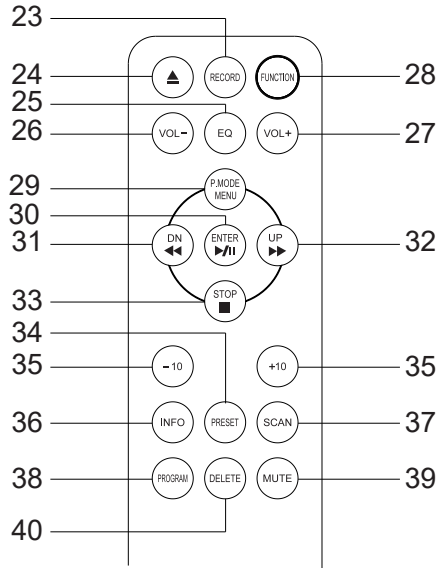 23
24 RECORD FUNCTION 28
25
26 VOL- EQ VOL+ 27
29 P.MODE
MENU
30
31 DN ENTER UP 32
33 STOP
34
35 -10 +10 35
36 INFO PRESET SCAN 37
38 PROGRAM DELETE MUTE 39
40